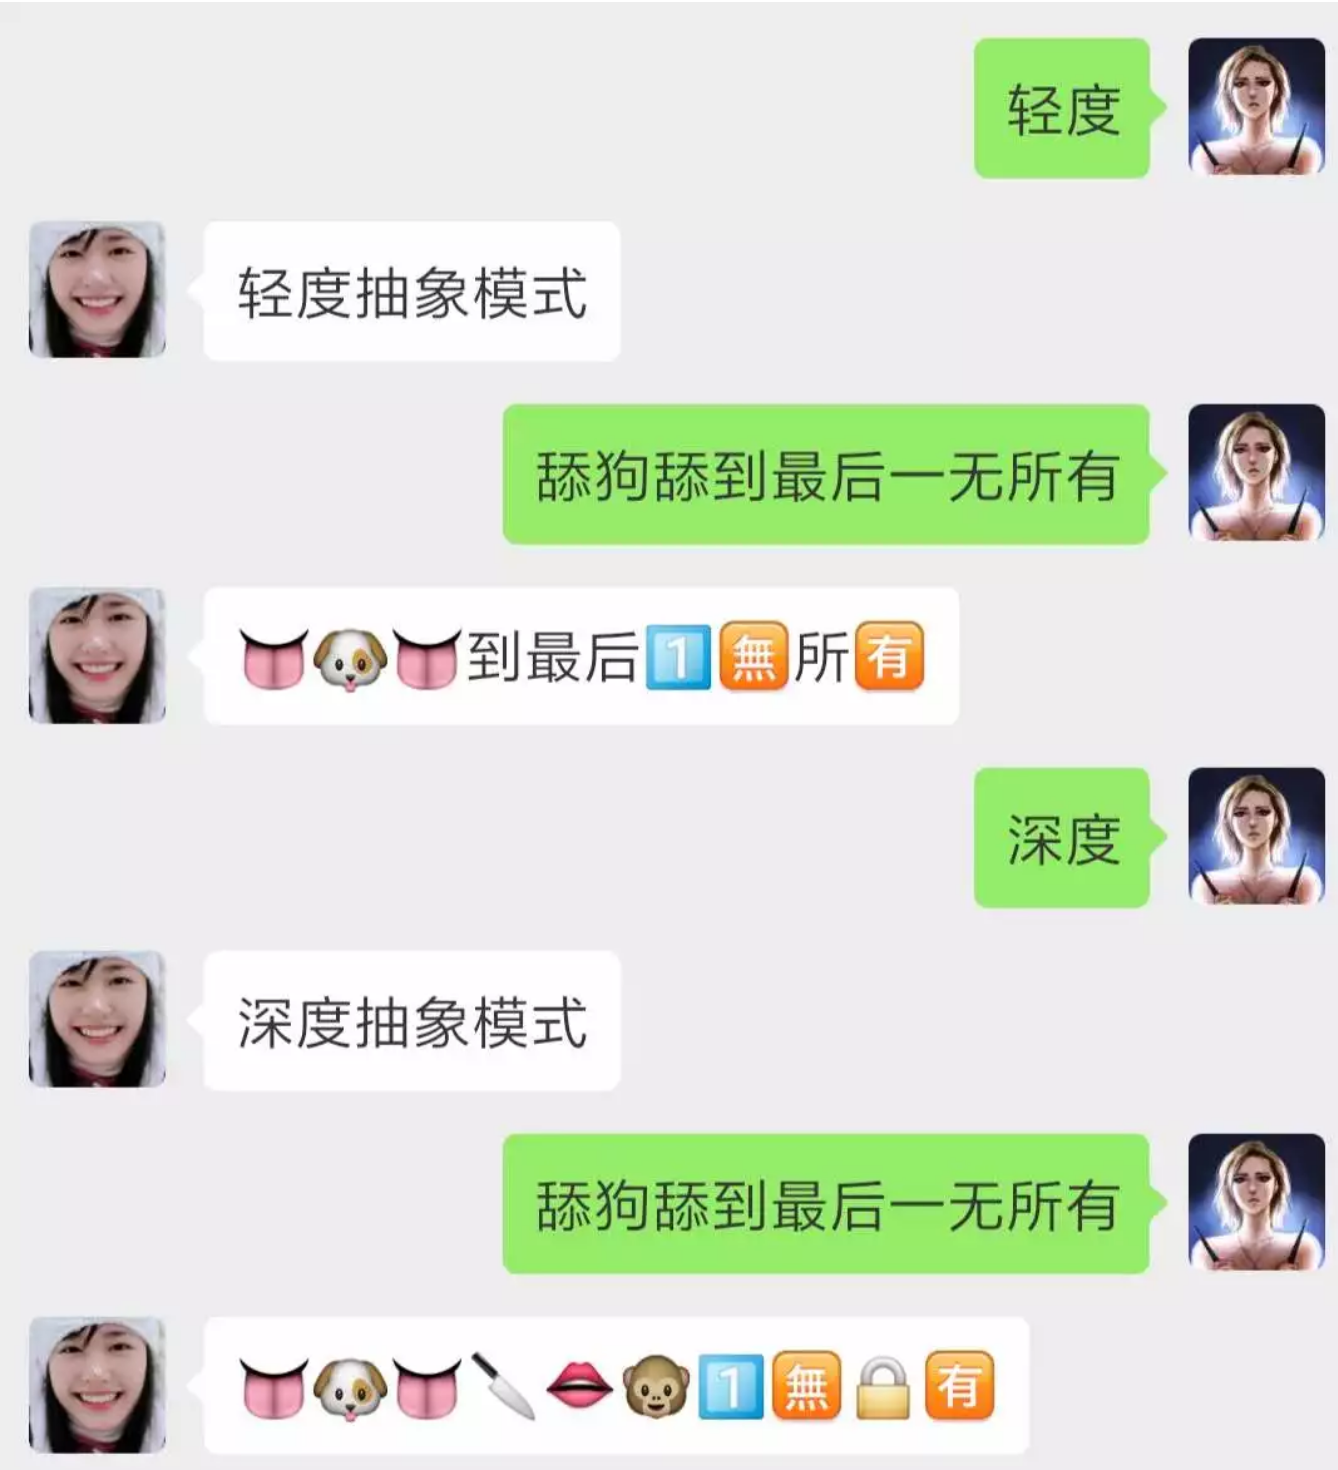 轻度
轻度抽象模式
舔狗舔到最后一无所有
👅🐶👅到最后1️⃣🈚所🈶
深度
深度抽象模式
舔狗舔到最后一无所有
👅🐶👅🔪👄🐵1️⃣🈚🔒🈶